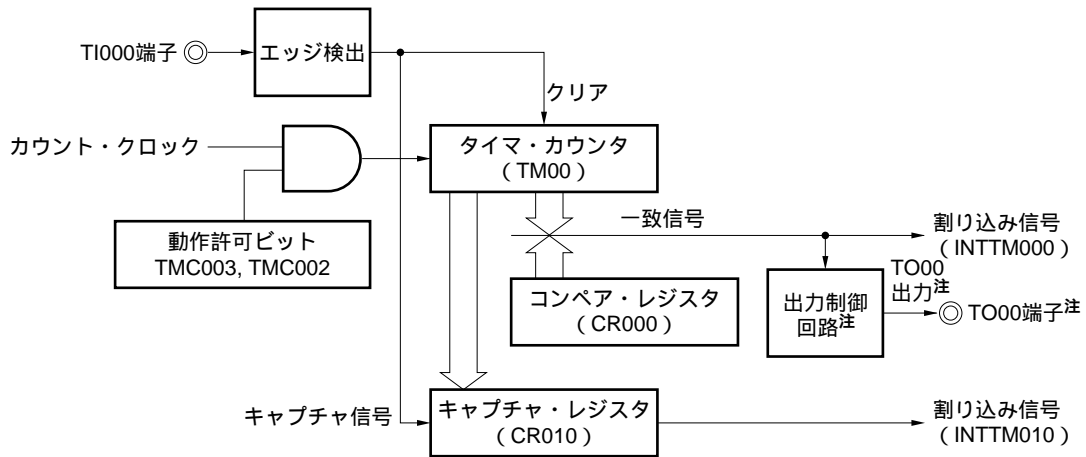 TI000端子
エッジ検出
クリア
カウント・クロック
タイマ・カウンタ
(TM00)
動作許可ビット
TMC003, TMC002
一致信号
割り込み信号
(INTTM000)
コンペア・レジスタ
(CR000)
出力制御
回路注
TO00
出力注
TO00端子注
キャプチャ信号
キャプチャ・レジスタ
(CR010)
割り込み信号
(INTTM010)